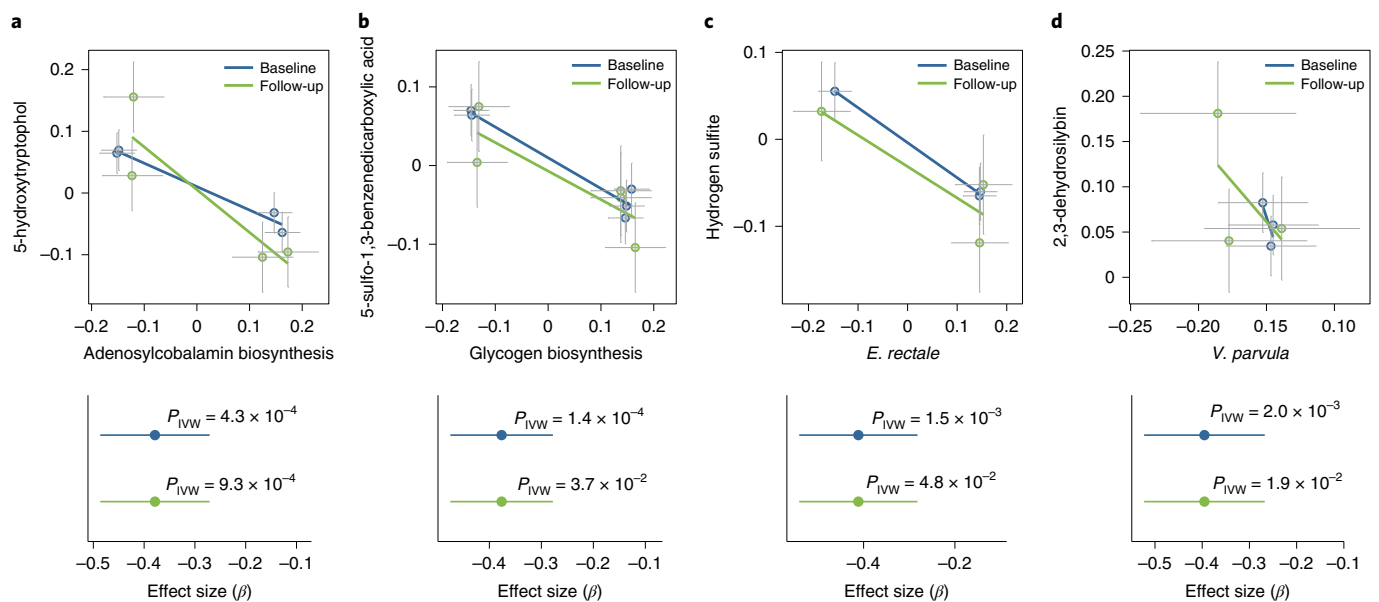 a
5-hydroxytryptophol
Baseline
Follow-up
0.2
0.1
0
–0.1
–0.2 –0.1 0 0.1 0.2
Adenosylcobalamin biosynthesis
b
5-sulfo-1,3-benzenedicarboxylic acid
Baseline
Follow-up
0.1
0
–0.1
–0.2 –0.1 0 0.1 0.2
Glycogen biosynthesis
c
Hydrogen sulfite
Baseline
Follow-up
0.1
0
–0.1
–0.2 –0.1 0 0.1 0.2
E. rectale
d
2,3-dehydrosilybin
Baseline
Follow-up
0.25
0.20
0.15
0.10
0.05
0
–0.25 –0.20 0.15 0.10
V. parvula
PIVW = 4.3 × 10–4
PIVW = 9.3 × 10–4
–0.5 –0.4 –0.3 –0.2 –0.1
Effect size (β)
PIVW = 1.4 × 10–4
PIVW = 3.7 × 10–2
–0.4 –0.3 –0.2 –0.1
Effect size (β)
PIVW = 1.5 × 10–3
PIVW = 4.8 × 10–2
–0.4 –0.2
Effect size (β)
PIVW = 2.0 × 10–3
PIVW = 1.9 × 10–2
–0.5 –0.4 –0.3 –0.2 –0.1
Effect size (β)